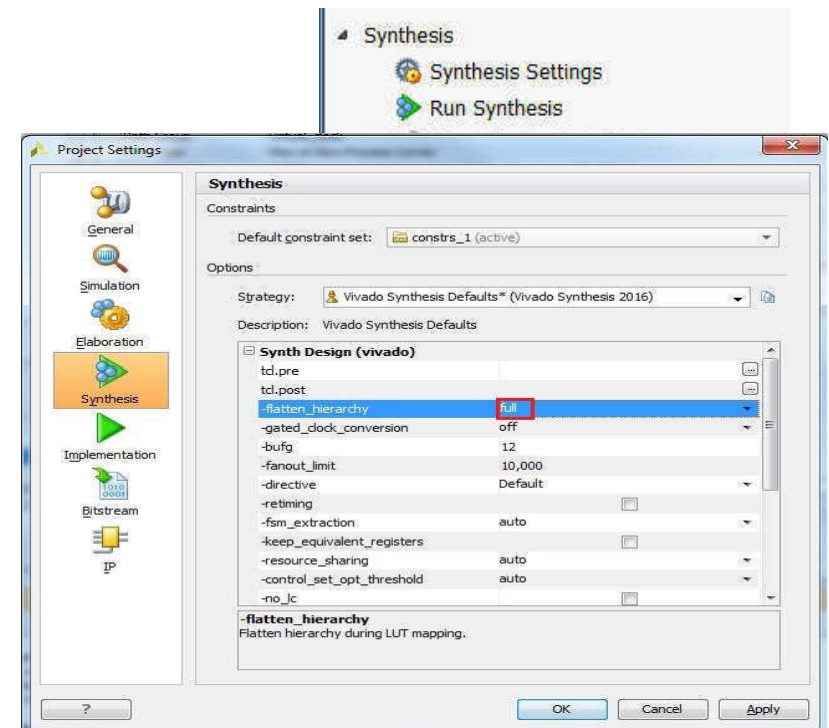 Synthesis
Synthesis Settings
Run Synthesis
Project Settings
General
Simulation
Elaboration
Synthesis
Implementation
Bitstream
IP
Synthesis
Constraints
Default constraint set: constrs_1 (active)
Options
Strategy: Vivado Synthesis Defaults* (Vivado Synthesis 2016)
Description: Vivado Synthesis Defaults
Synth Design (vivado)
tcl.pre ...
tcl.post ...
-flatten_hierarchy full
-gated_clock_conversion off
-bufg 12
-fanout_limit 10,000
-directive Default
-retiming
-fsm_extraction auto
-keep_equivalent_registers
-resource_sharing auto
-control_set_opt_threshold auto
-no_lc
-flatten_hierarchy
Flatten hierarchy during LUT mapping.
? OK Cancel Apply